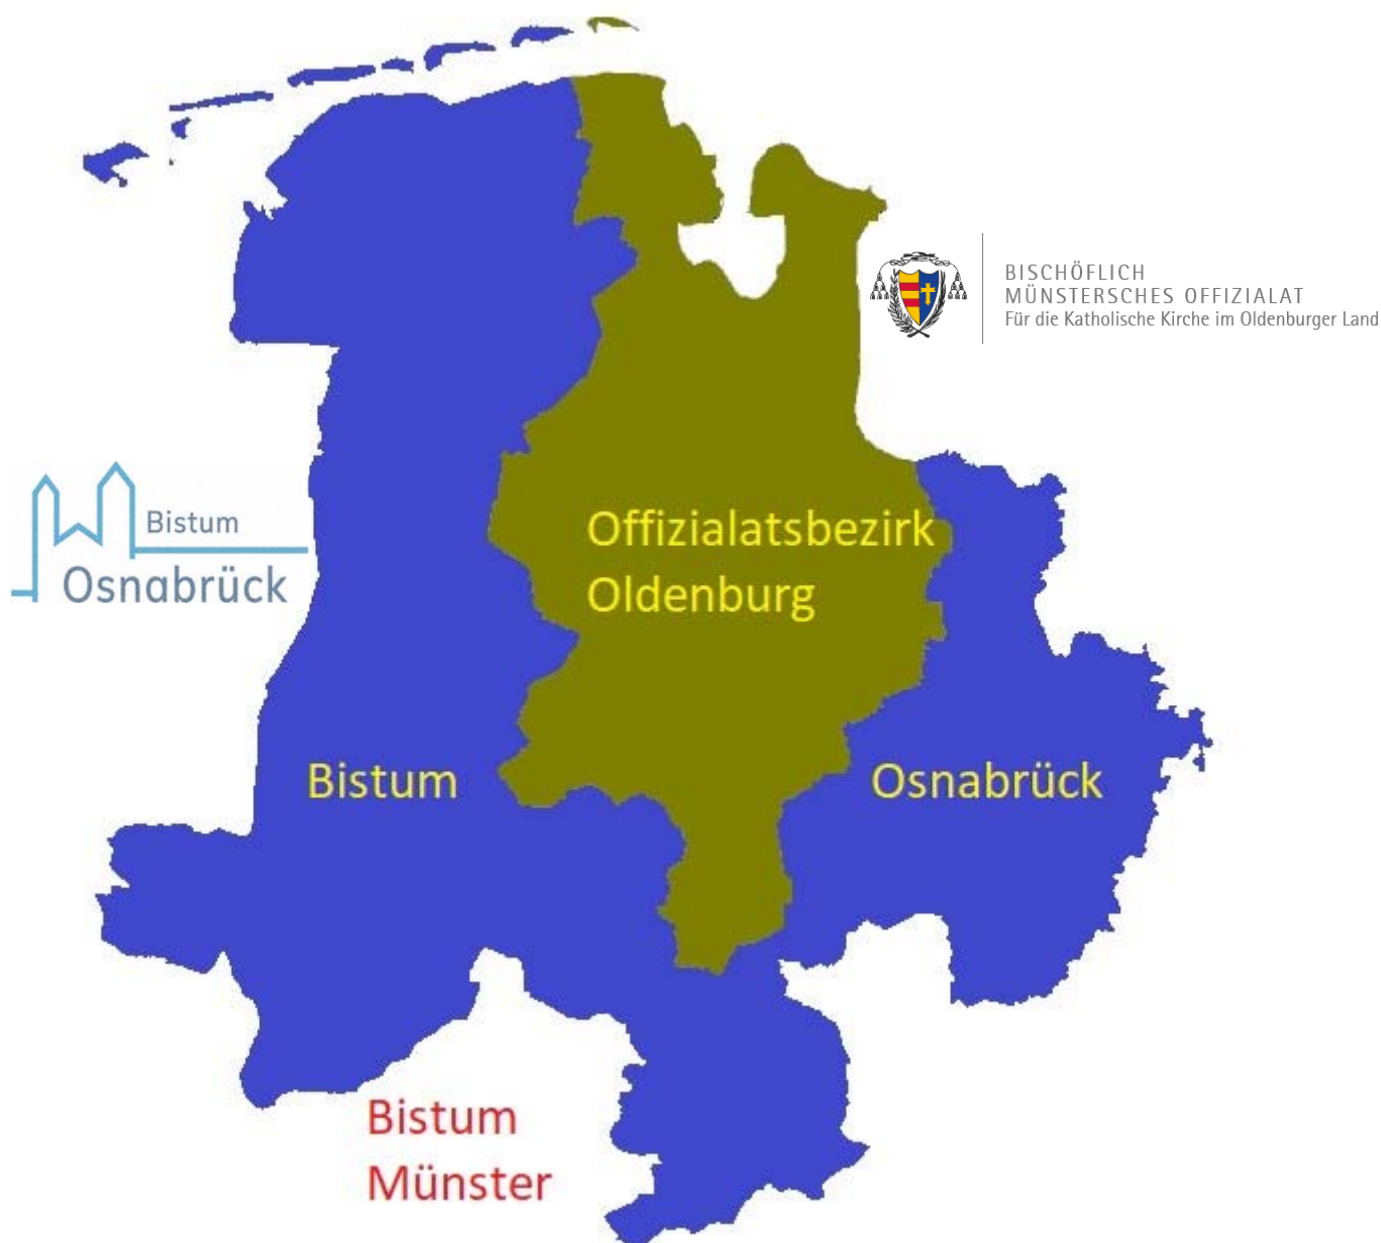 BISCHÖFLICH
MÜNSTERSCHES OFFIZIALAT
Für die Katholische Kirche im Oldenburger Land
Bistum
Osnabrück
Offizialatsbezirk
Oldenburg
Bistum
Osnabrück
Bistum
Münster